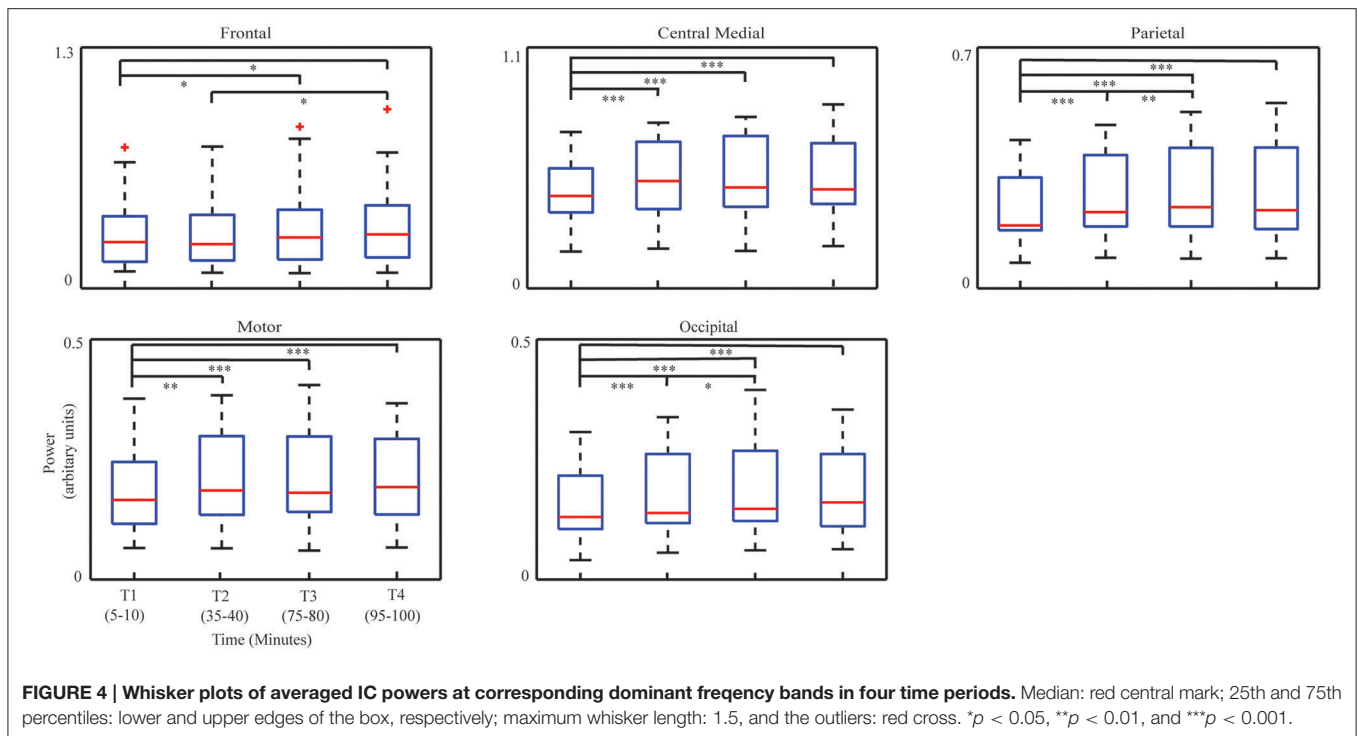 Frontal
1.3
*
*
*
0
Central Medial
1.1
***
***
***
0
Parietal
0.7
***
***
***
**
0
Motor
0.5
***
***
**
0
Power
(arbitary units)
T1 T2 T3 T4
(5-10) (35-40) (75-80) (95-100)
Time (Minutes)
Occipital
0.5
***
***
***
*
0
FIGURE 4 | Whisker plots of averaged IC powers at corresponding dominant freqency bands in four time periods. Median: red central mark; 25th and 75th
percentiles: lower and upper edges of the box, respectively; maximum whisker length: 1.5, and the outliers: red cross. *p < 0.05, **p < 0.01, and ***p < 0.001.